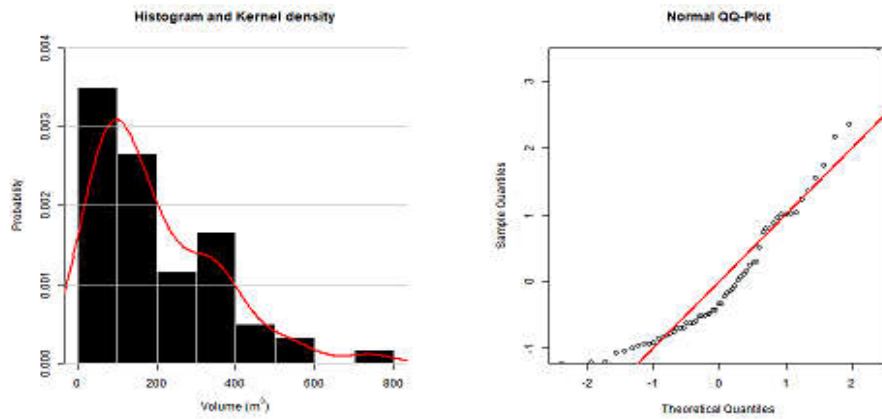 Histogram and Kernel density
Probability
0.004
0.003
0.002
0.001
0.000
0 200 400 600 800
Volume (m³)
Normal QQ-Plot
Sample Quantiles
3
2
1
0
-1
-2 -1 0 1 2
Theoretical Quantiles